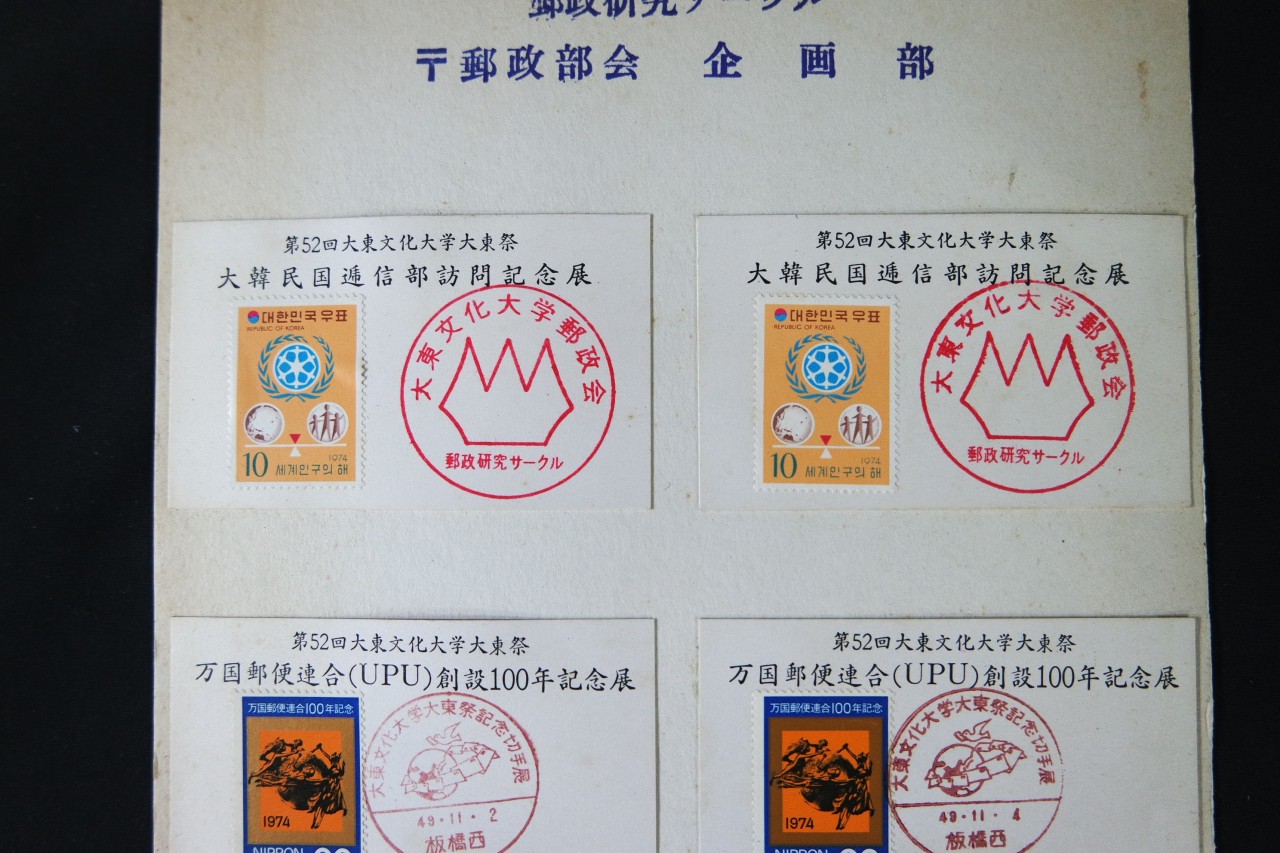 郵政研究サークル
〒郵政部会 企画部
第52回大東文化大学大東祭
大韓民国逓信部訪問記念展
대한민국우표
REPUBLIC OF KOREA
1974
10 세계인구의 해
大東文化大学郵政会
郵政研究サークル
第52回大東文化大学大東祭
大韓民国逓信部訪問記念展
대한민국우표
REPUBLIC OF KOREA
1974
10 세계인구의 해
大東文化大学郵政会
郵政研究サークル
第52回大東文化大学大東祭
万国郵便連合(UPU)創設100年記念展
万国郵便連合100年記念
1974
NIPPON
大東文化大学大東祭記念切手展
49・11・2
板橋西
第52回大東文化大学大東祭
万国郵便連合(UPU)創設100年記念展
万国郵便連合100年記念
1974
NIPPON
大東文化大学大東祭記念切手展
49・11・4
板橋西